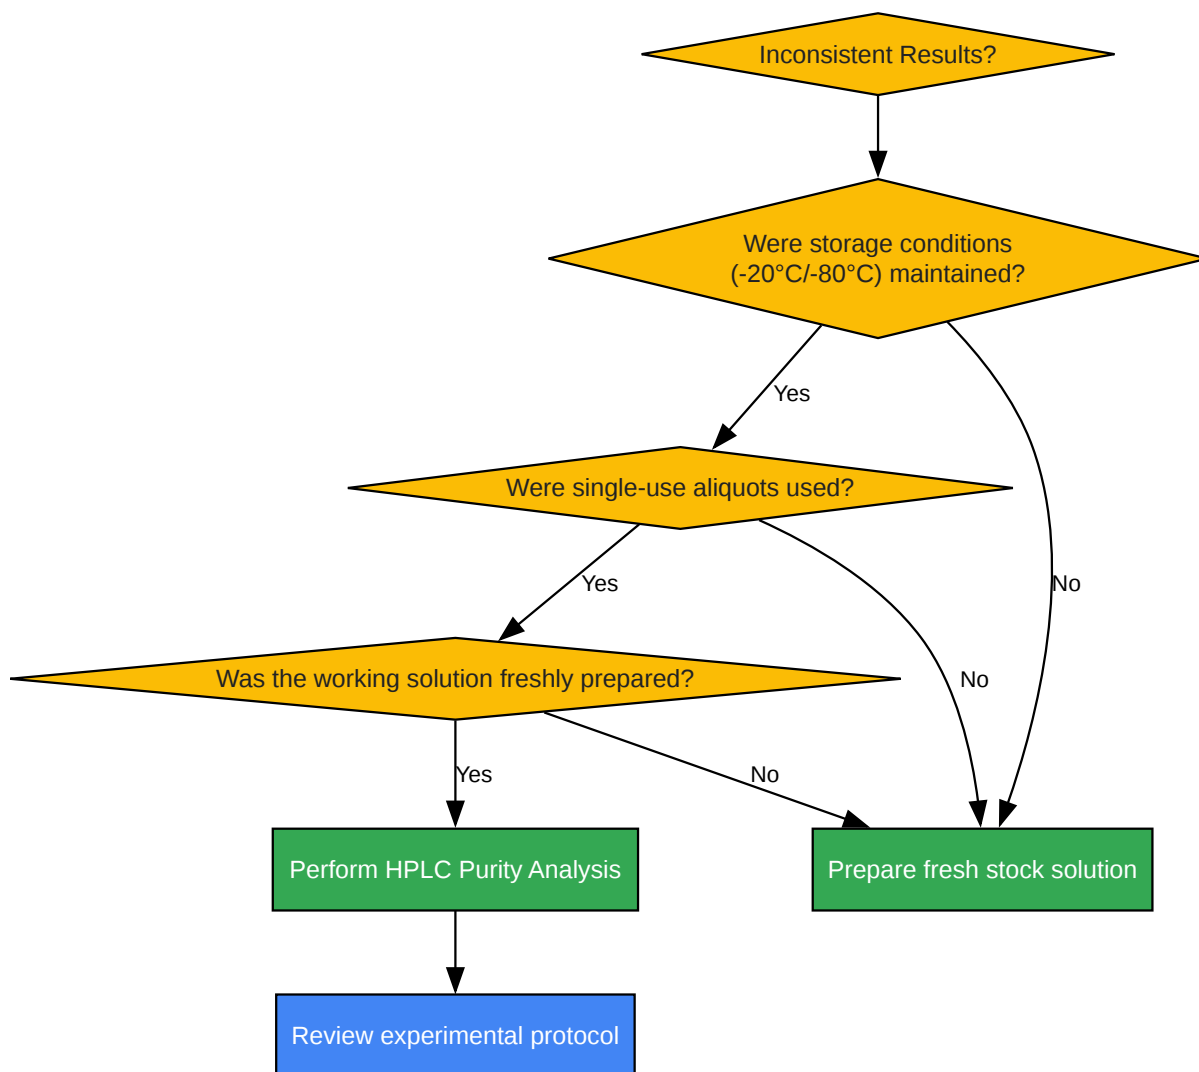 Inconsistent Results?
Were storage conditions
(-20°C/-80°C) maintained?
Yes
Were single-use aliquots used?
Yes
No
Was the working solution freshly prepared?
No
Yes
No
Perform HPLC Purity Analysis
Prepare fresh stock solution
Review experimental protocol